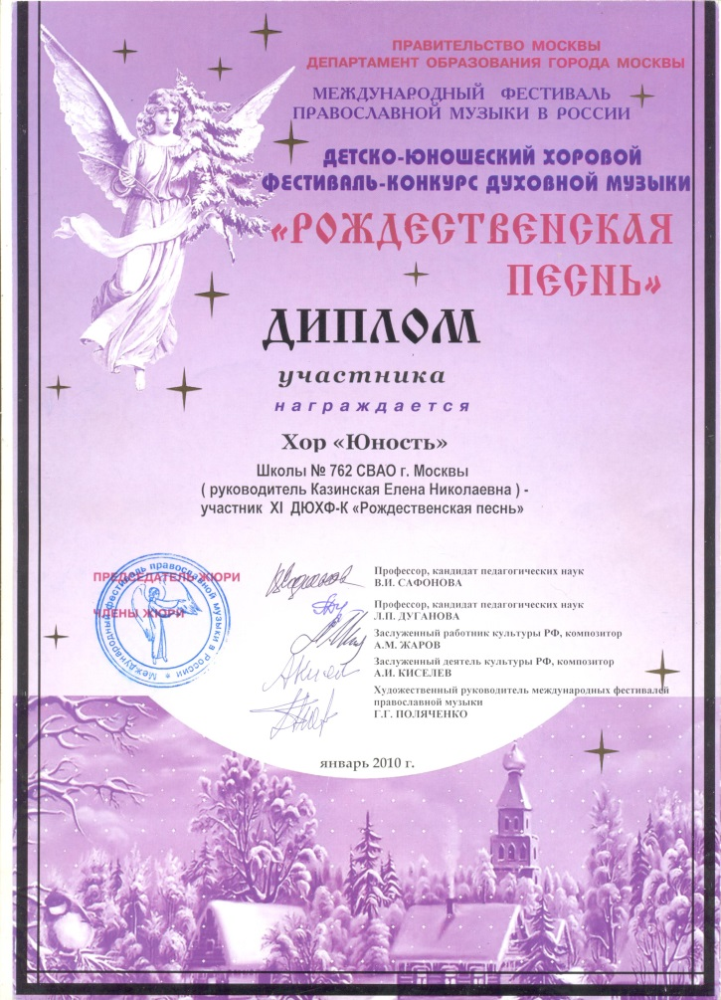 ПРАВИТЕЛЬСТВО МОСКВЫ
ДЕПАРТАМЕНТ ОБРАЗОВАНИЯ ГОРОДА МОСКВЫ
МЕЖДУНАРОДНЫЙ ФЕСТИВАЛЬ
ПРАВОСЛАВНОЙ МУЗЫКИ В РОССИИ
ДЕТСКО-ЮНОШЕСКИЙ ХОРОВОЙ
ФЕСТИВАЛЬ-КОНКУРС ДУХОВНОЙ МУЗЫКИ
«РОЖДЕСТВЕНСКАЯ
ПЕСНЬ»
ДИПЛОМ
участника
награждается
Хор «Юность»
Школы № 762 СВАО г. Москвы
( руководитель Казинская Елена Николаевна ) -
участник XI ДЮХФ-К «Рождественская песнь»
ПРЕДСЕДАТЕЛЬ ЖЮРИ
Профессор, кандидат педагогических наук
В.И. САФОНОВА
ЧЛЕНЫ ЖЮРИ
Профессор, кандидат педагогических наук
Л.П. ДУГАНОВА
Заслуженный работник культуры РФ, композитор
А.М. ЖАРОВ
Заслуженный деятель культуры РФ, композитор
А.И. КИСЕЛЕВ
Художественный руководитель международных фестивалей
православной музыки
Г.Г. ПОЛЯЧЕНКО
Международный фестиваль православной музыки в России
январь 2010 г.